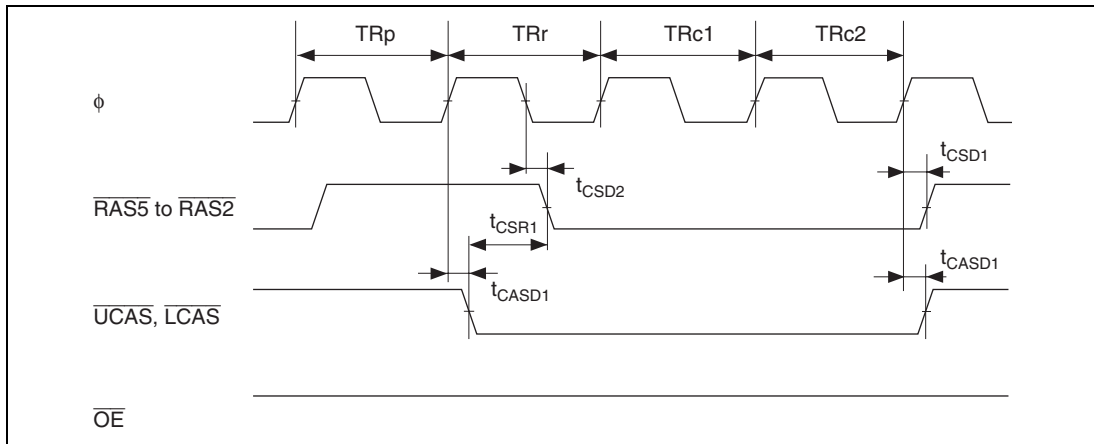 TRp TRr TRc1 TRc2
ϕ
tCSD1
tCSD2
RAS5 to RAS2
tCSR1
tCASD1
tCASD1
UCAS, LCAS
OE